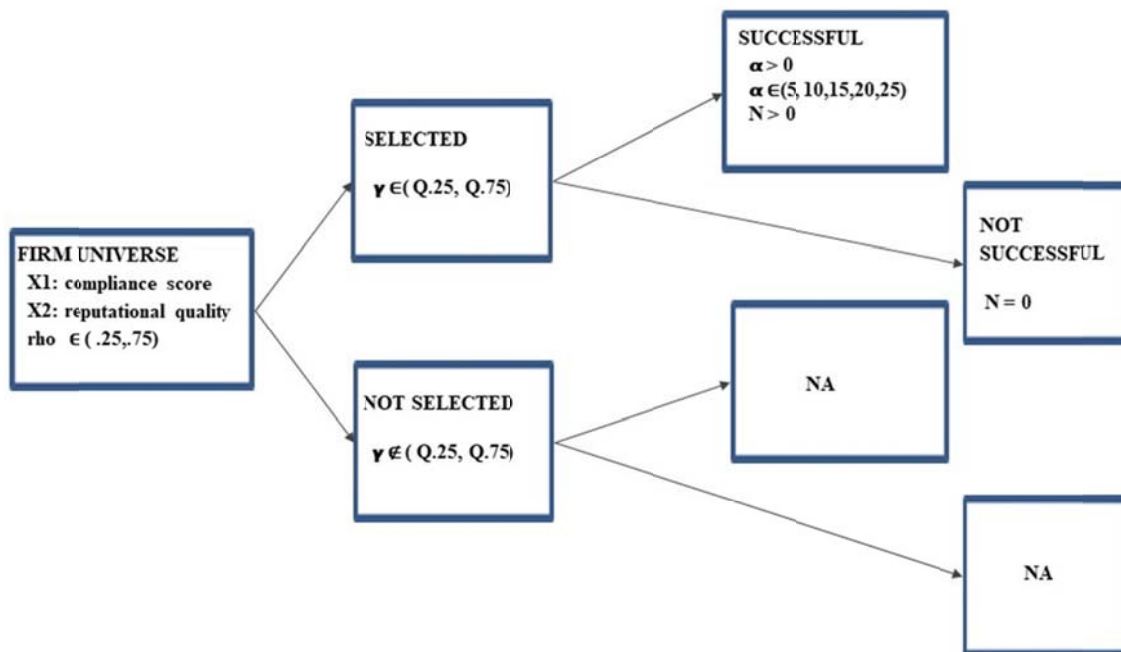 FIRM UNIVERSE
X1: compliance score
X2: reputational quality
rho ∈ ( .25,.75)
SELECTED
γ ∈( Q.25, Q.75)
NOT SELECTED
γ ∉( Q.25, Q.75)
SUCCESSFUL
α > 0
α ∈(5, 10,15,20,25)
N > 0
NOT
SUCCESSFUL
N = 0
NA
NA